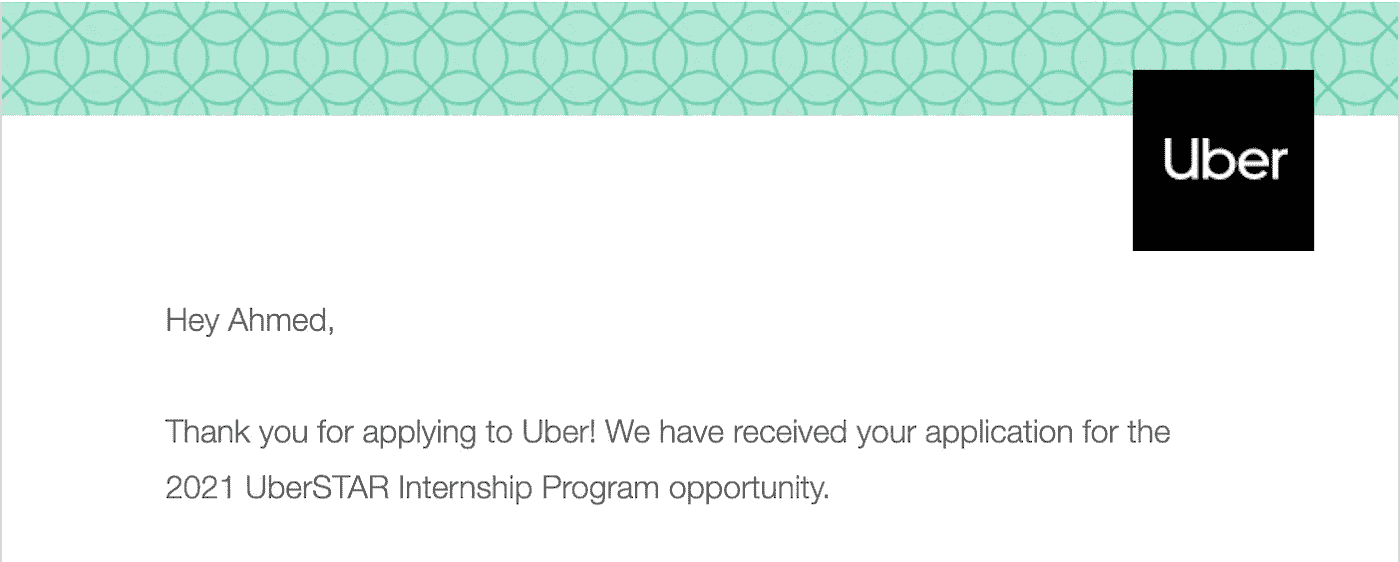 Uber
Hey Ahmed,
Thank you for applying to Uber! We have received your application for the
2021 UberSTAR Internship Program opportunity.